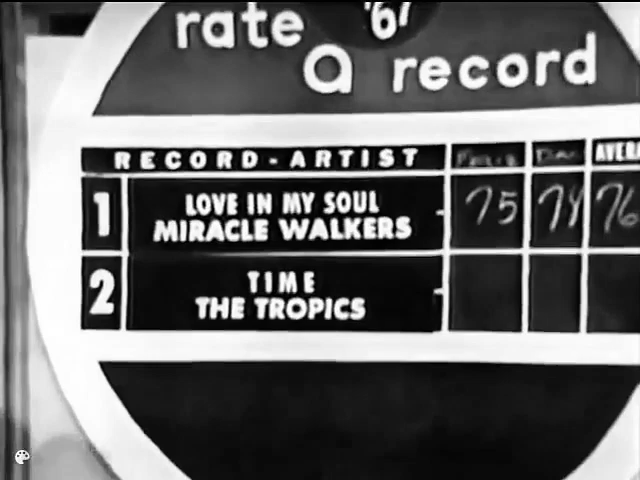 rate '67
a record
RECORD - ARTIST AVERA
1 LOVE IN MY SOUL 75 74 76
MIRACLE WALKERS
2 TIME
THE TROPICS